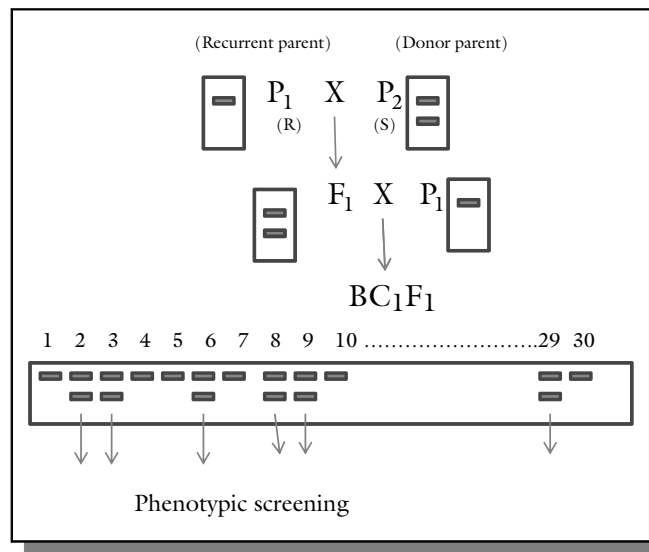 (Recurrent parent) (Donor parent)
P1 X P2
(R) (S)
F1 X P1
BC1F1
1 2 3 4 5 6 7 8 9 10 ..............................29 30
Phenotypic screening